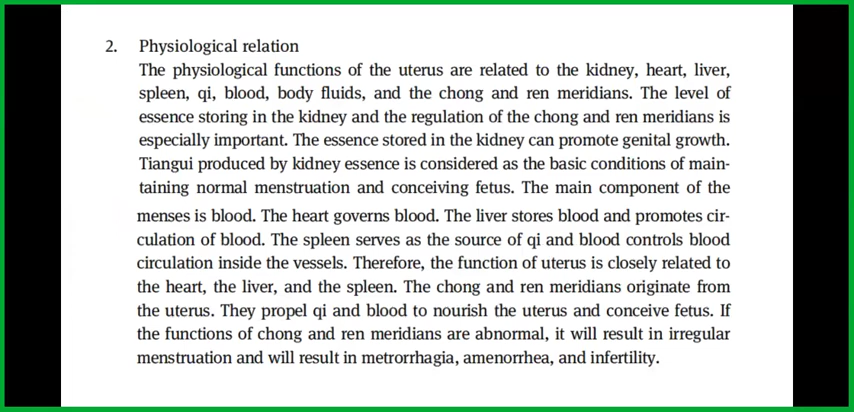 2. Physiological relation
The physiological functions of the uterus are related to the kidney, heart, liver,
spleen, qi, blood, body fluids, and the chong and ren meridians. The level of
essence storing in the kidney and the regulation of the chong and ren meridians is
especially important. The essence stored in the kidney can promote genital growth.
Tiangui produced by kidney essence is considered as the basic conditions of main-
taining normal menstruation and conceiving fetus. The main component of the
menses is blood. The heart governs blood. The liver stores blood and promotes cir-
culation of blood. The spleen serves as the source of qi and blood controls blood
circulation inside the vessels. Therefore, the function of uterus is closely related to
the heart, the liver, and the spleen. The chong and ren meridians originate from
the uterus. They propel qi and blood to nourish the uterus and conceive fetus. If
the functions of chong and ren meridians are abnormal, it will result in irregular
menstruation and will result in metrorrhagia, amenorrhea, and infertility.